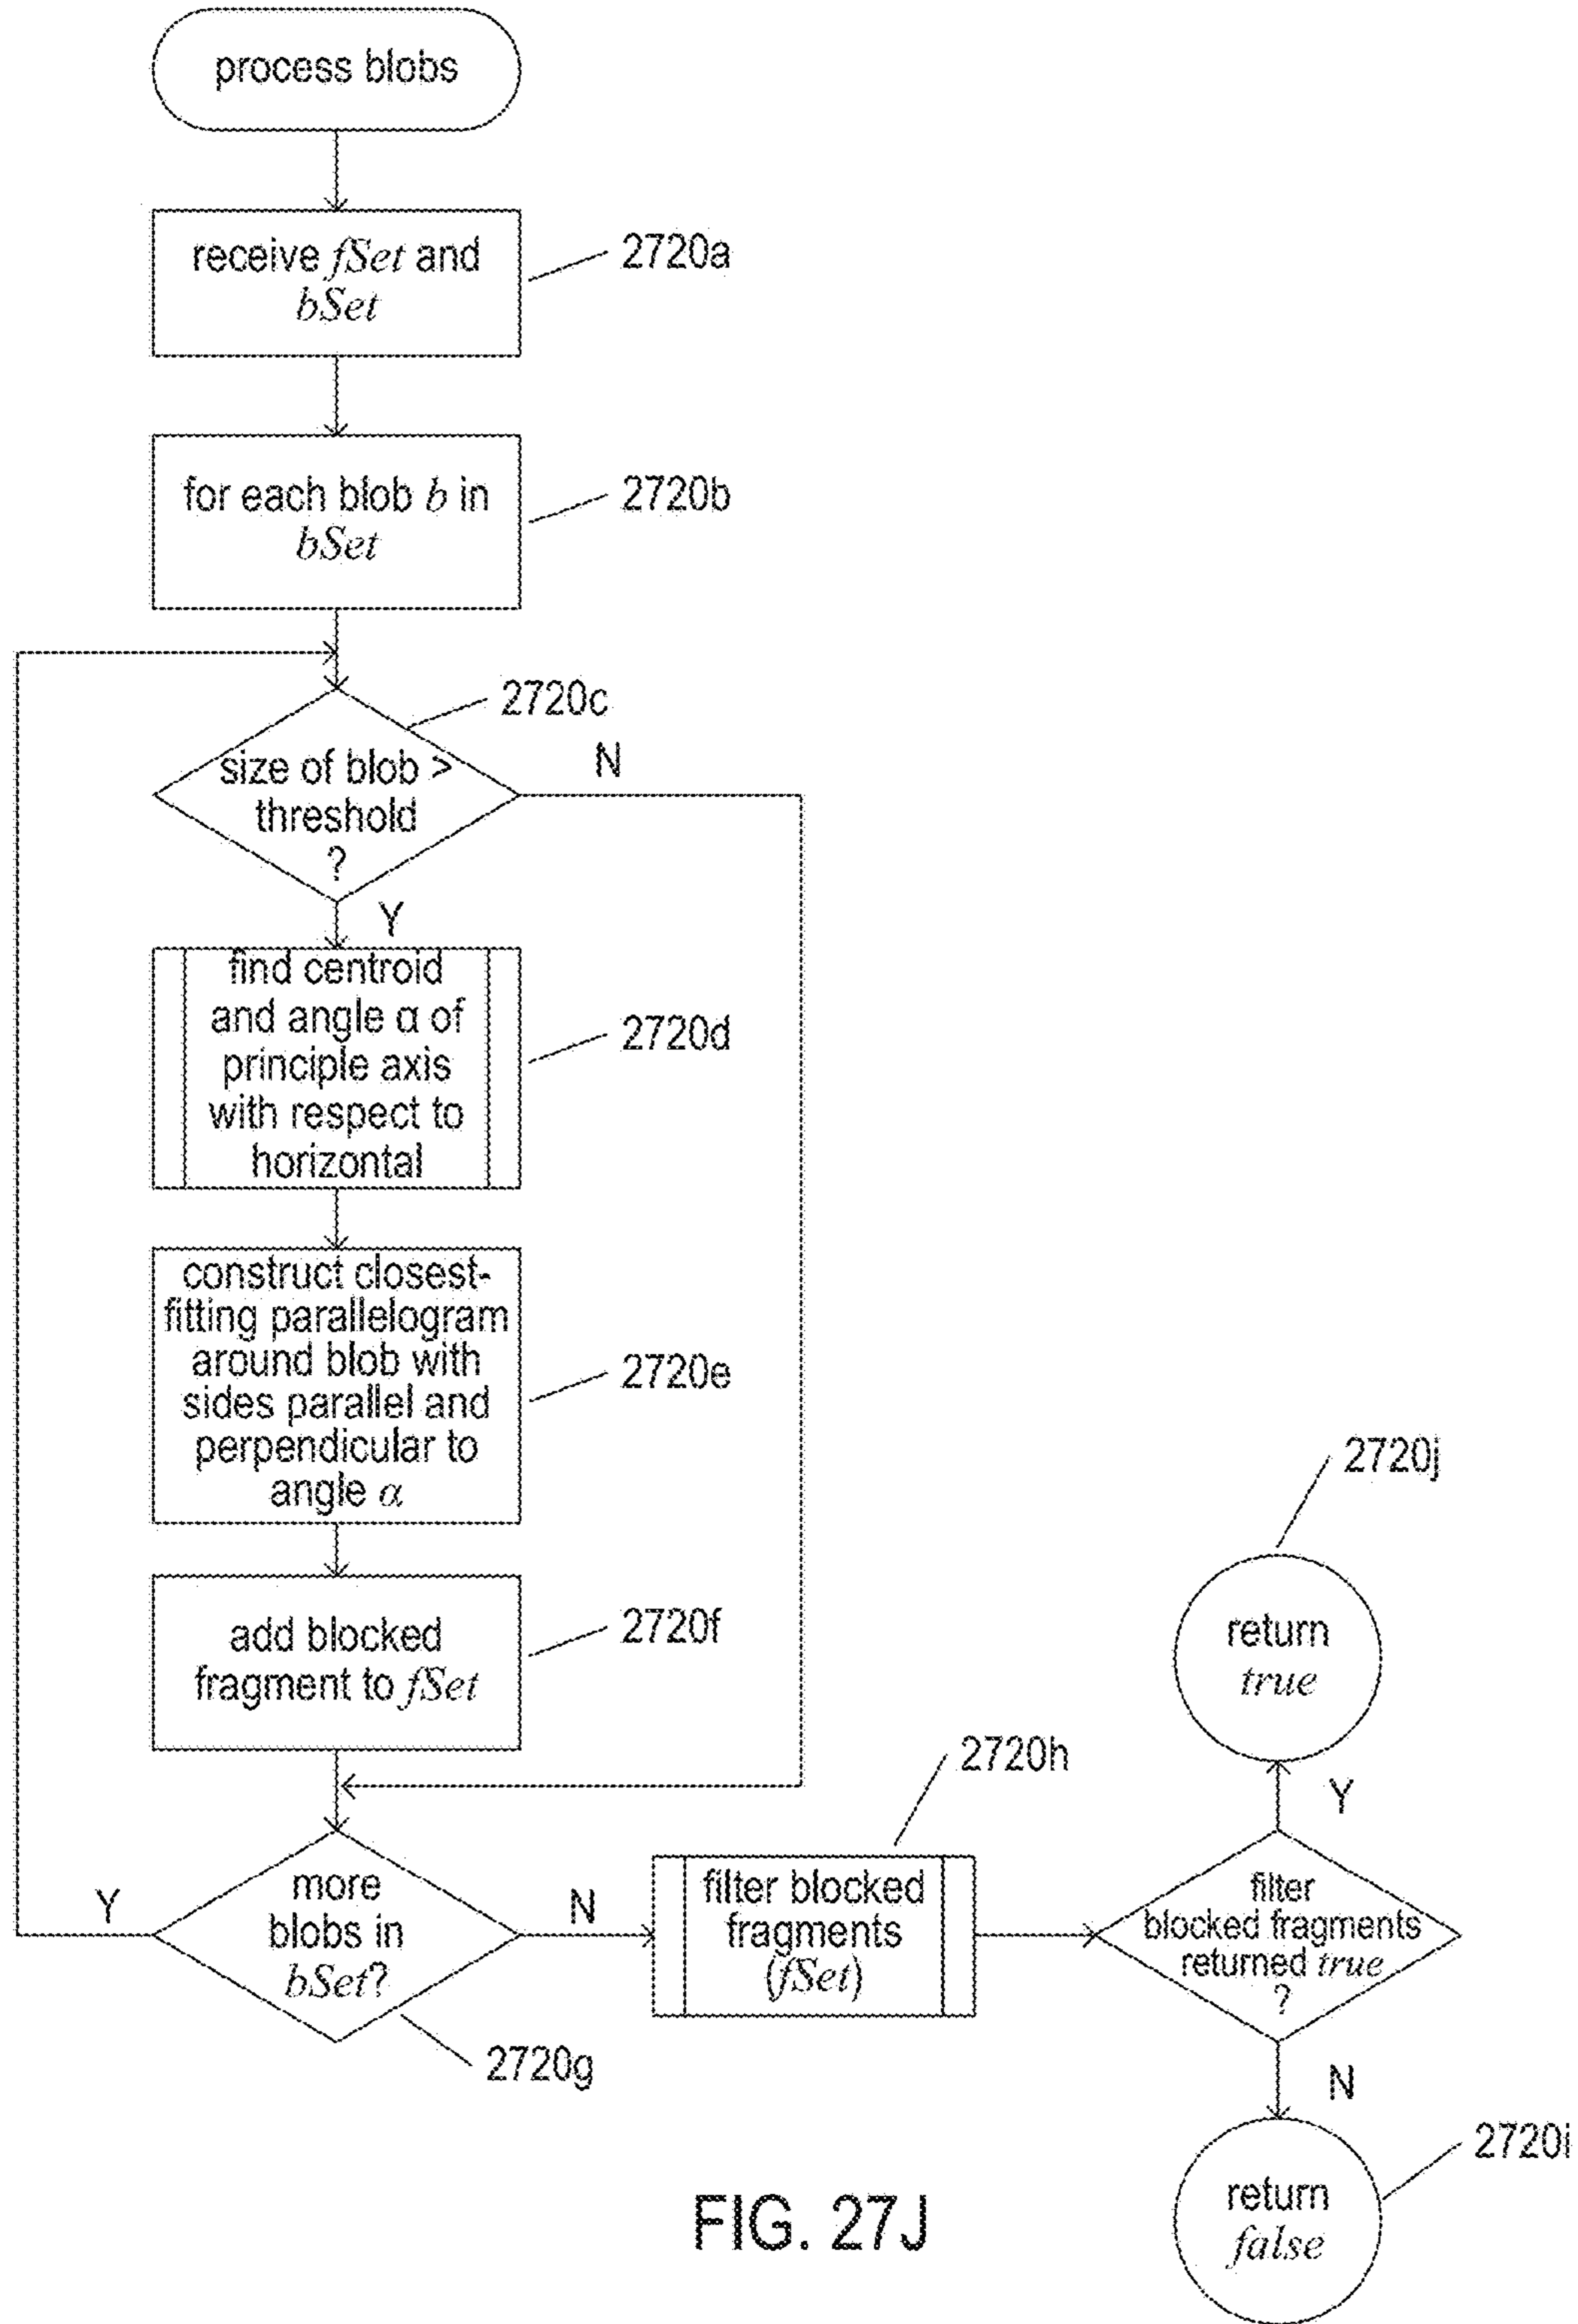 process blobs
receive fSet and
bSet
2720a
for each blob b in
bSet
2720b
2720c
size of blob >
threshold
?
N
Y
find centroid
and angle α of
principle axis
with respect to
horizontal
2720d
construct closest-
fitting parallelogram
around blob with
sides parallel and
perpendicular to
angle α
2720e
add blocked
fragment to fSet
2720f
more
blobs in
bSet?
Y
N
2720g
filter blocked
fragments
(fSet)
2720h
filter
blocked fragments
returned true
?
Y
return
true
2720j
N
return
false
2720i
FIG. 27J